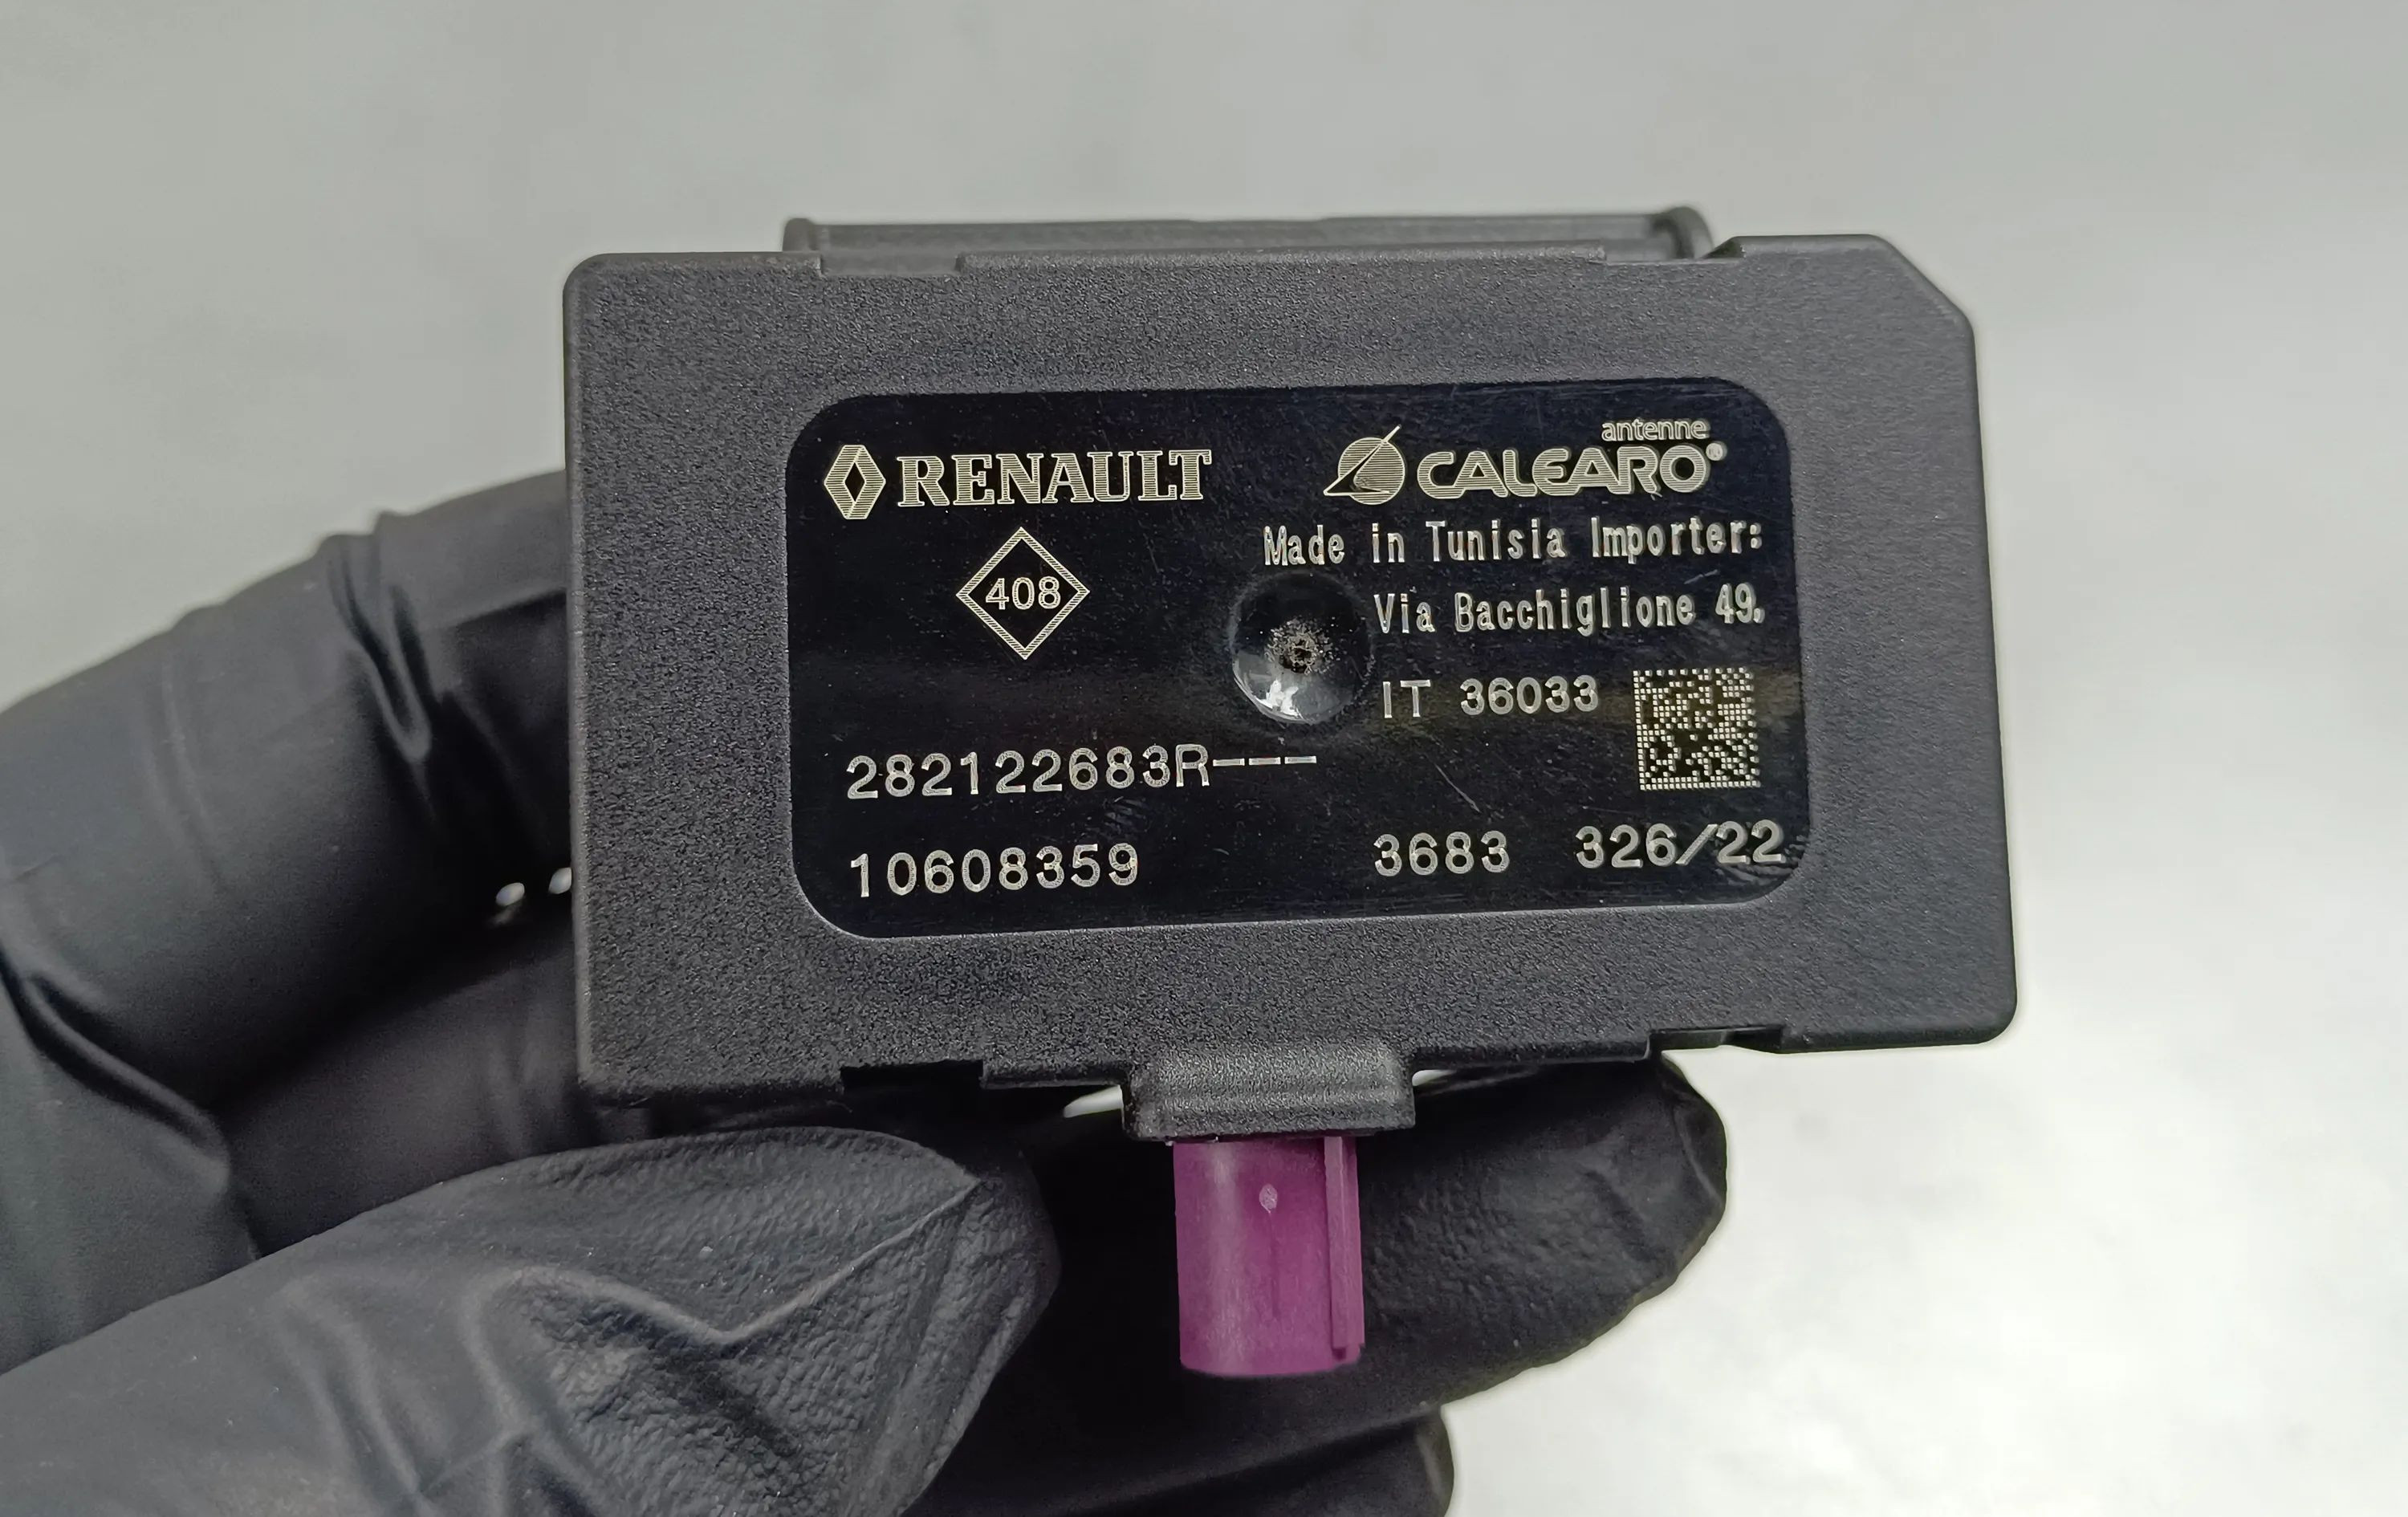 RENAULT
antenne
CALEARO®
Made in Tunisia Importer:
408
Via Bacchiglione 49,
IT 36033
282122683R---
10608359 3683 326/22